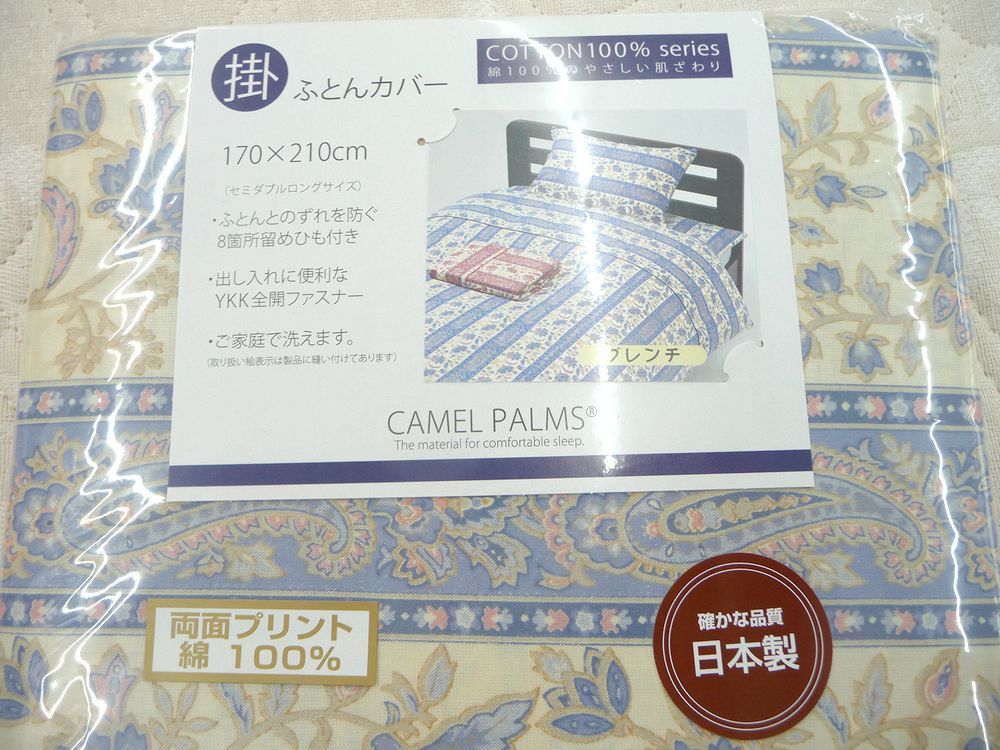 掛 ふとんカバー
COTTON100% series
綿100%のやさしい肌ざわり
170×210cm
(セミダブルロングサイズ)
・ふとんとのずれを防ぐ
8箇所留めひも付き
・出し入れに便利な
YKK全開ファスナー
・ご家庭で洗えます。
(取り扱い絵表示は製品に縫い付けてあります)
ブレンチ
CAMEL PALMS®
The material for comfortable sleep.
両面プリント
綿 100%
確かな品質
日本製